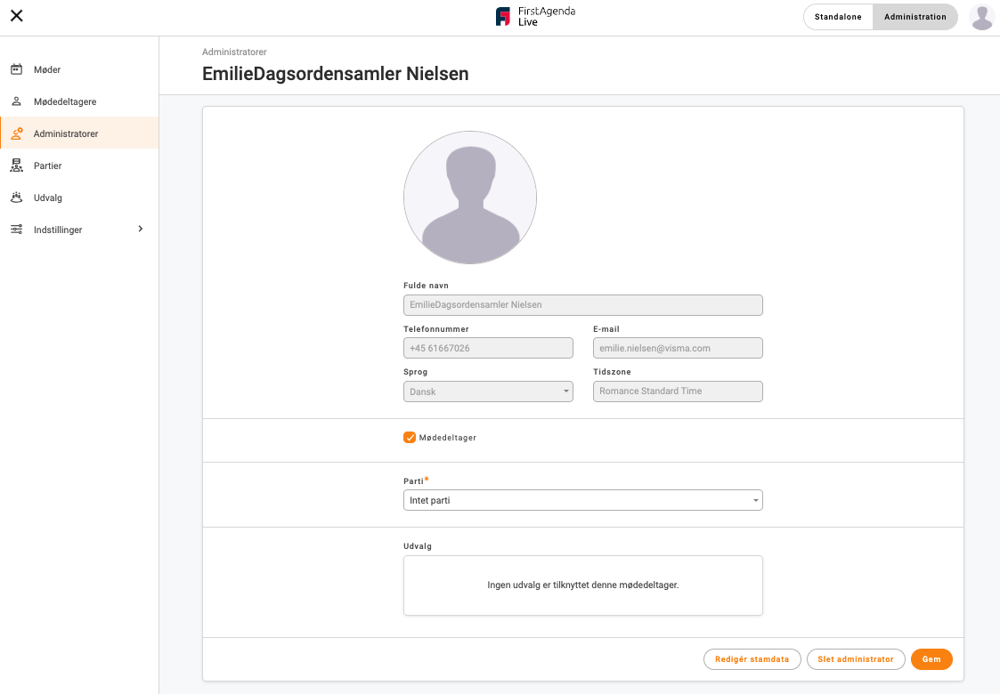 FirstAgenda
Live
Standalone
Administration
Møder
Mødedeltagere
Administratorer
Partier
Udvalg
Indstillinger
Administratorer
EmilieDagsordensamler Nielsen
Fulde navn
EmilieDagsordensamler Nielsen
Telefonnummer
E-mail
+45 61667026
emilie.nielsen@visma.com
Sprog
Tidszone
Dansk
Romance Standard Time
Mødedeltager
Parti*
Intet parti
Udvalg
Ingen udvalg er tilknyttet denne mødedeltager.
Redigér stamdata
Slet administrator
Gem